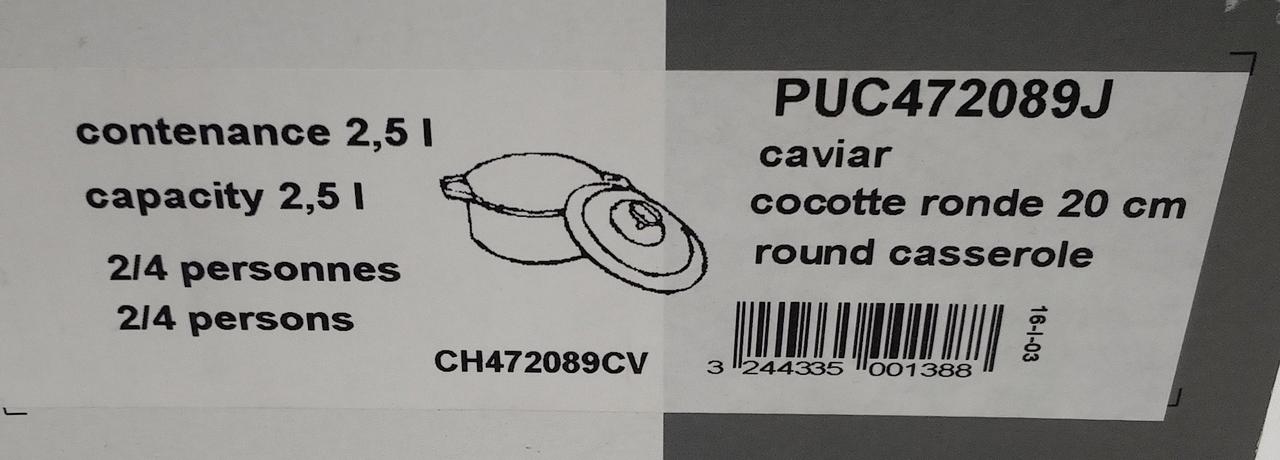 contenance 2,5 l
capacity 2,5 l
2/4 personnes
2/4 persons
CH472089CV
PUC472089J
caviar
cocotte ronde 20 cm
round casserole
3 244335 001388
16-I-03